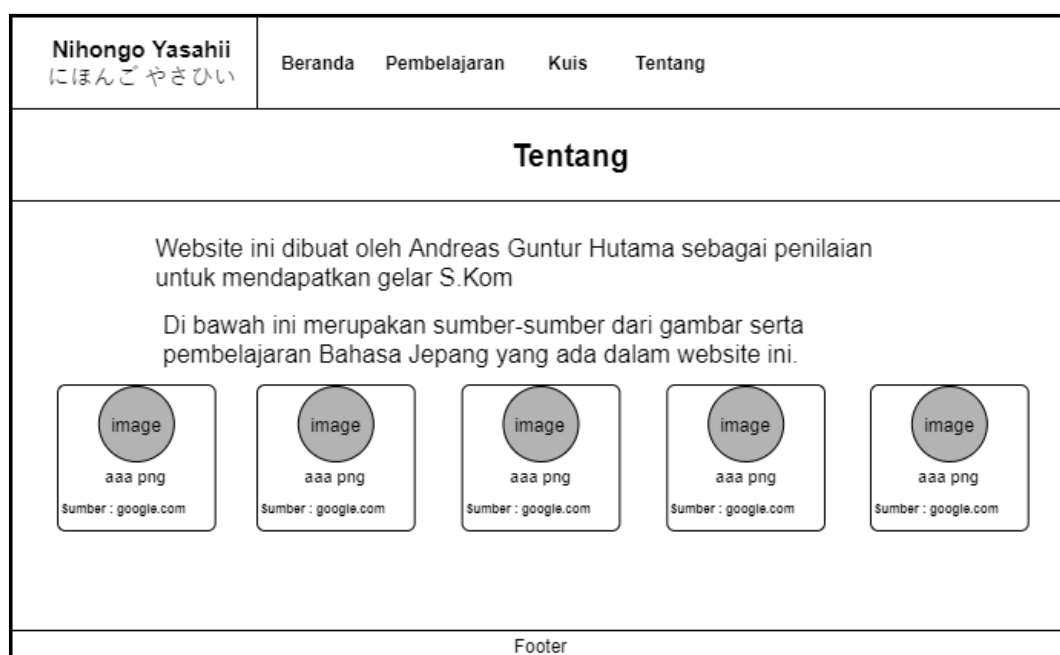 Nihongo Yasahii
にほんご やさひい
Beranda Pembelajaran Kuis Tentang
Tentang
Website ini dibuat oleh Andreas Guntur Hutama sebagai penilaian
untuk mendapatkan gelar S.Kom
Di bawah ini merupakan sumber-sumber dari gambar serta
pembelajaran Bahasa Jepang yang ada dalam website ini.
image image image image image
aaa png aaa png aaa png aaa png aaa png
Sumber : google.com Sumber : google.com Sumber : google.com Sumber : google.com Sumber : google.com
Footer